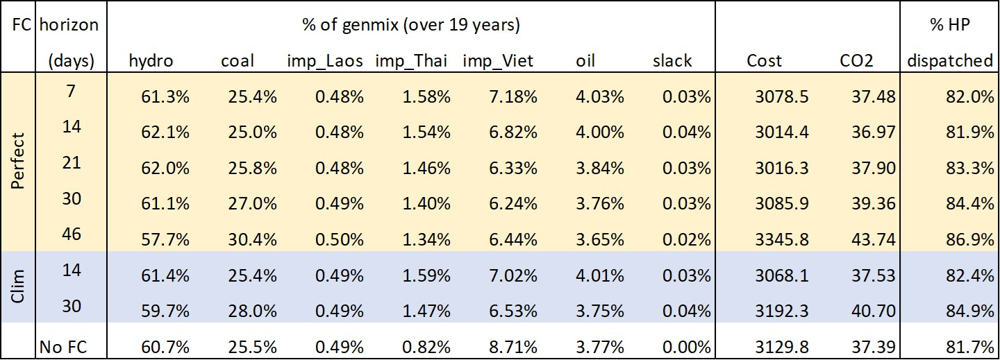 FC horizon % of genmix (over 19 years) % HP
(days) hydro coal imp_Laos imp_Thai imp_Viet oil slack Cost CO2 dispatched
Perfect
7 61.3% 25.4% 0.48% 1.58% 7.18% 4.03% 0.03% 3078.5 37.48 82.0%
14 62.1% 25.0% 0.48% 1.54% 6.82% 4.00% 0.04% 3014.4 36.97 81.9%
21 62.0% 25.8% 0.48% 1.46% 6.33% 3.84% 0.03% 3016.3 37.90 83.3%
30 61.1% 27.0% 0.49% 1.40% 6.24% 3.76% 0.03% 3085.9 39.36 84.4%
46 57.7% 30.4% 0.50% 1.34% 6.44% 3.65% 0.02% 3345.8 43.74 86.9%
Clim
14 61.4% 25.4% 0.49% 1.59% 7.02% 4.01% 0.03% 3068.1 37.53 82.4%
30 59.7% 28.0% 0.49% 1.47% 6.53% 3.75% 0.04% 3192.3 40.70 84.9%
No FC 60.7% 25.5% 0.49% 0.82% 8.71% 3.77% 0.00% 3129.8 37.39 81.7%